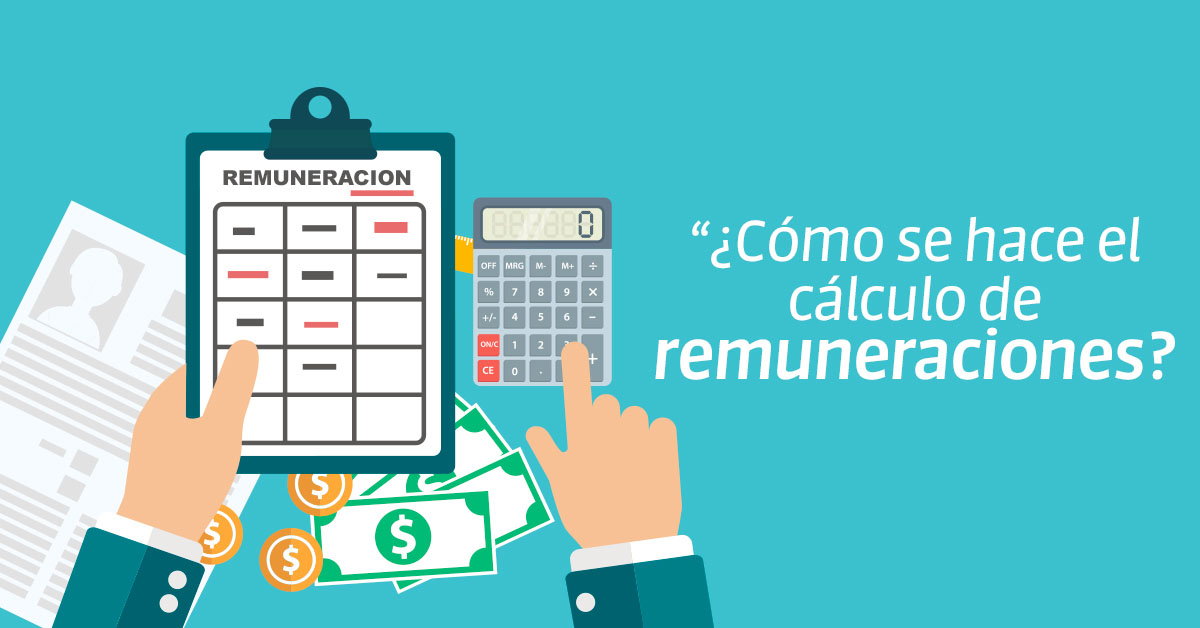 REMUNERACION
0
OFF MRG M- M+ ÷
% 7 8 9 ×
+/- 4 5 6 −
ON/C 1 2 +
CE 0 .
“¿Cómo se hace el
cálculo de
remuneraciones?
$
$
$
$